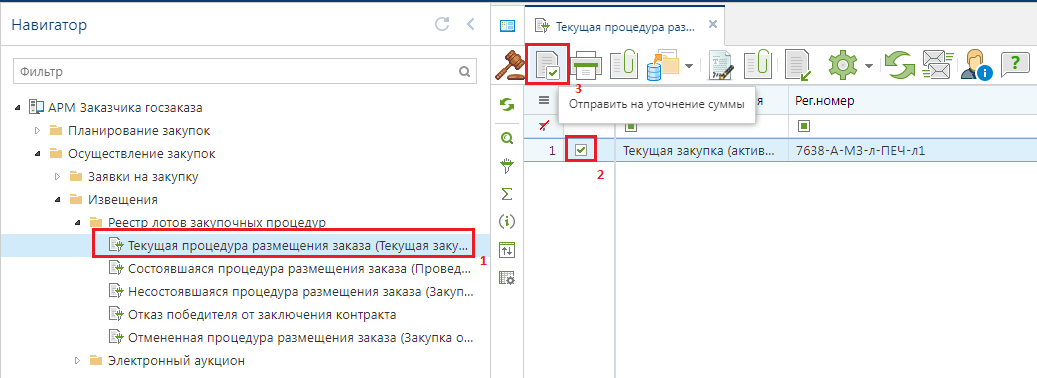 Навигатор
Фильтр
АРМ Заказчика госзаказа
Планирование закупок
Осуществление закупок
Заявки на закупку
Извещения
Реестр лотов закупочных процедур
Текущая процедура размещения заказа (Текущая заку...
1
Состоявшаяся процедура размещения заказа (Провед...
Несостоявшаяся процедура размещения заказа (Закуп...
Отказ победителя от заключения контракта
Отмененная процедура размещения заказа (Закупка о...
Электронный аукцион
Текущая процедура раз...
3
Отправить на уточнение суммы
я
Рег.номер
1
Текущая закупка (актив...
7638-А-МЗ-л-ПЕЧ-л1
2